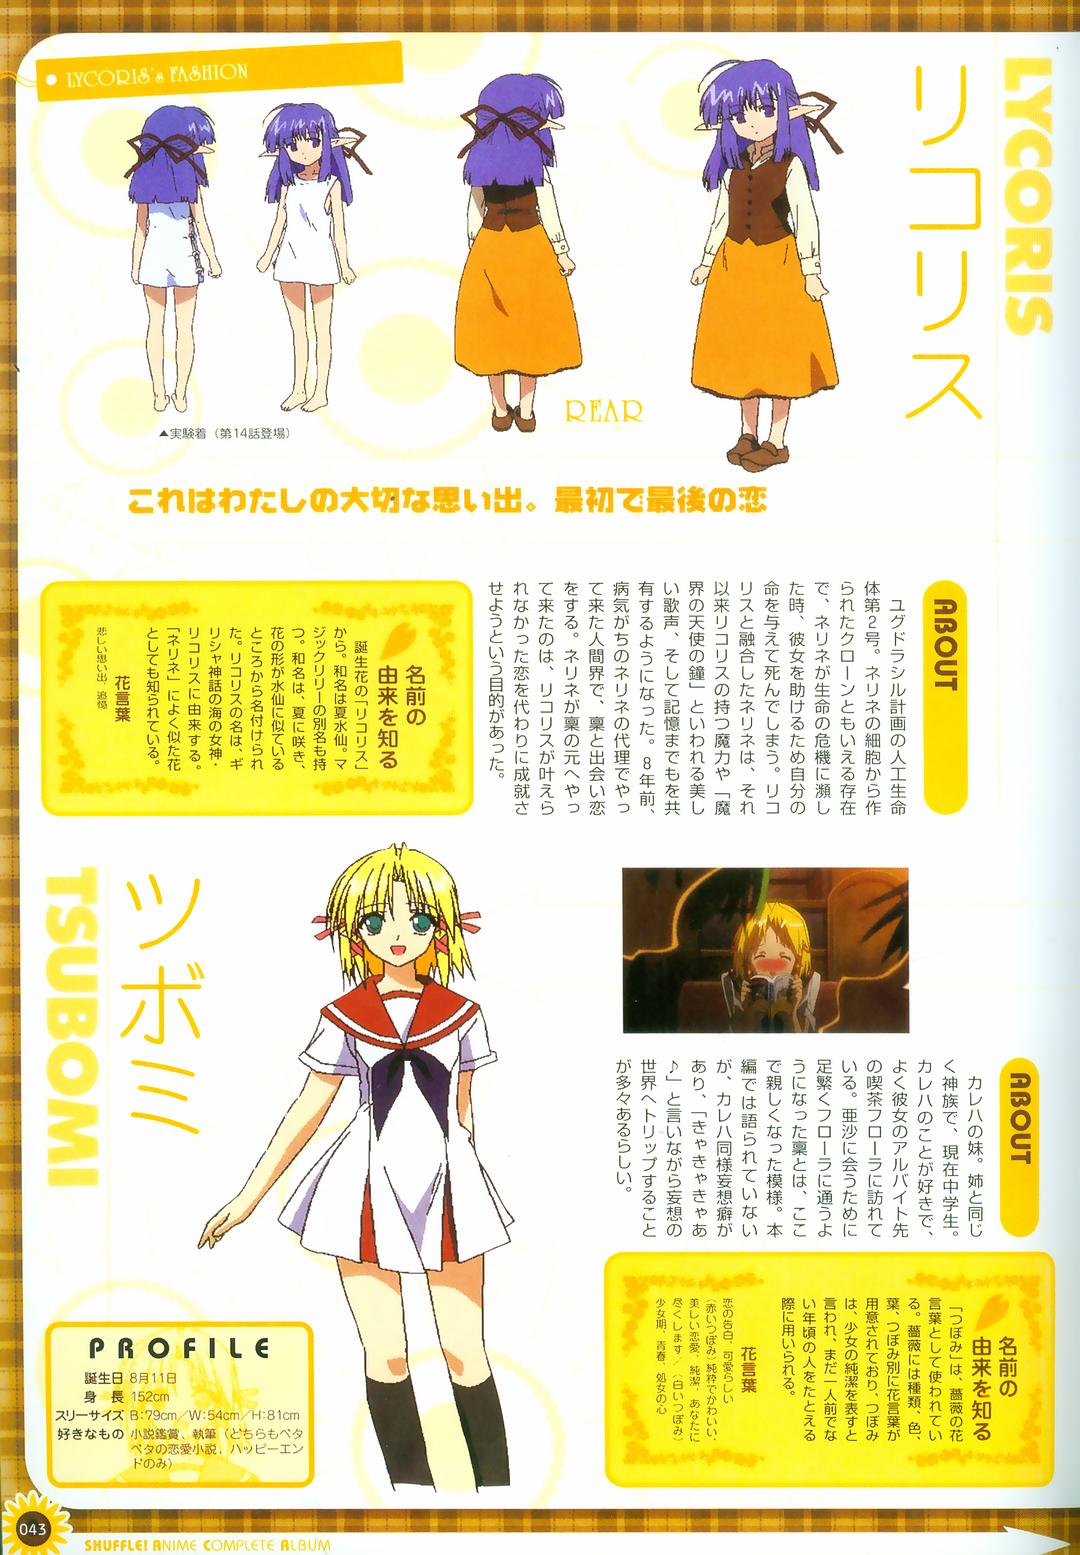 LYCORIS's FASHION
LYCORIS
リコリス
REAR
▲実験着（第14話登場）
これはわたしの大切な思い出。最初で最後の恋
ABOUT
ユグドラシル計画の人工生命
体第２号。ネリネの細胞から作
られたクローンともいえる存在
で、ネリネが生命の危機に瀕し
た時、彼女を助けるため自分の
命を与えて死んでしまう。リコ
リスと融合したネリネは、それ
以来リコリスの持つ魔力や「魔
界の天使の鐘」といわれる美し
い歌声、そして記憶までもを共
有するようになった。８年前、
病気がちのネリネの代理でやっ
て来た人間界で、稟と出会い恋
をする。ネリネが稟の元へやっ
て来たのは、リコリスが叶えら
れなかった恋を代わりに成就さ
せようという目的があった。
名前の
由来を知る
誕生花の「リコリス」
から。和名は夏水仙。マ
ジックリリーの別名も持
つ。和名は、夏に咲き、
花の形が水仙に似ている
ところから名付けられ
た。リコリスの名は、ギ
リシャ神話の海の女神・
リコリスに由来する。
「ネリネ」によく似た花
としても知られている。
花言葉
悲しい思い出、追憶
TSUBOMI
ツボミ
ABOUT
カレハの妹。姉と同じ
く神族で、現在中学生。
カレハのことが好きで、
よく彼女のアルバイト先
の喫茶フローラに訪れて
いる。亜沙に会うために
足繁くフローラに通うよ
うになった稟とは、ここ
で親しくなった模様。本
編では語られていない
が、カレハ同様妄想癖が
あり、「きゃきゃきゃあ
♪」と言いながら妄想の
世界へトリップすること
が多々あるらしい。
名前の
由来を知る
「つぼみ」は、薔薇の花
言葉として使われてい
る。薔薇には種類、色、
葉、つぼみ別に花言葉が
用意されており、つぼみ
は、少女の純潔を表すと
言われ、まだ一人前でな
い年頃の人をたとえる
際に用いられる。
花言葉
恋の告白、可愛らしい
（赤いつぼみ）純粋でかわいい、
美しい恋愛、純潔、あなたに
尽くします／（白いつぼみ）
少女期、青春、処女の心
PROFILE
誕生日 8月11日
身　長 152cm
スリーサイズ B:79cm／W:54cm／H:81cm
好きなもの 小説鑑賞、執筆（どちらもベタ
ベタの恋愛小説、ハッピーエン
ドのみ）
043
SHUFFLE! ANIME COMPLETE ALBUM